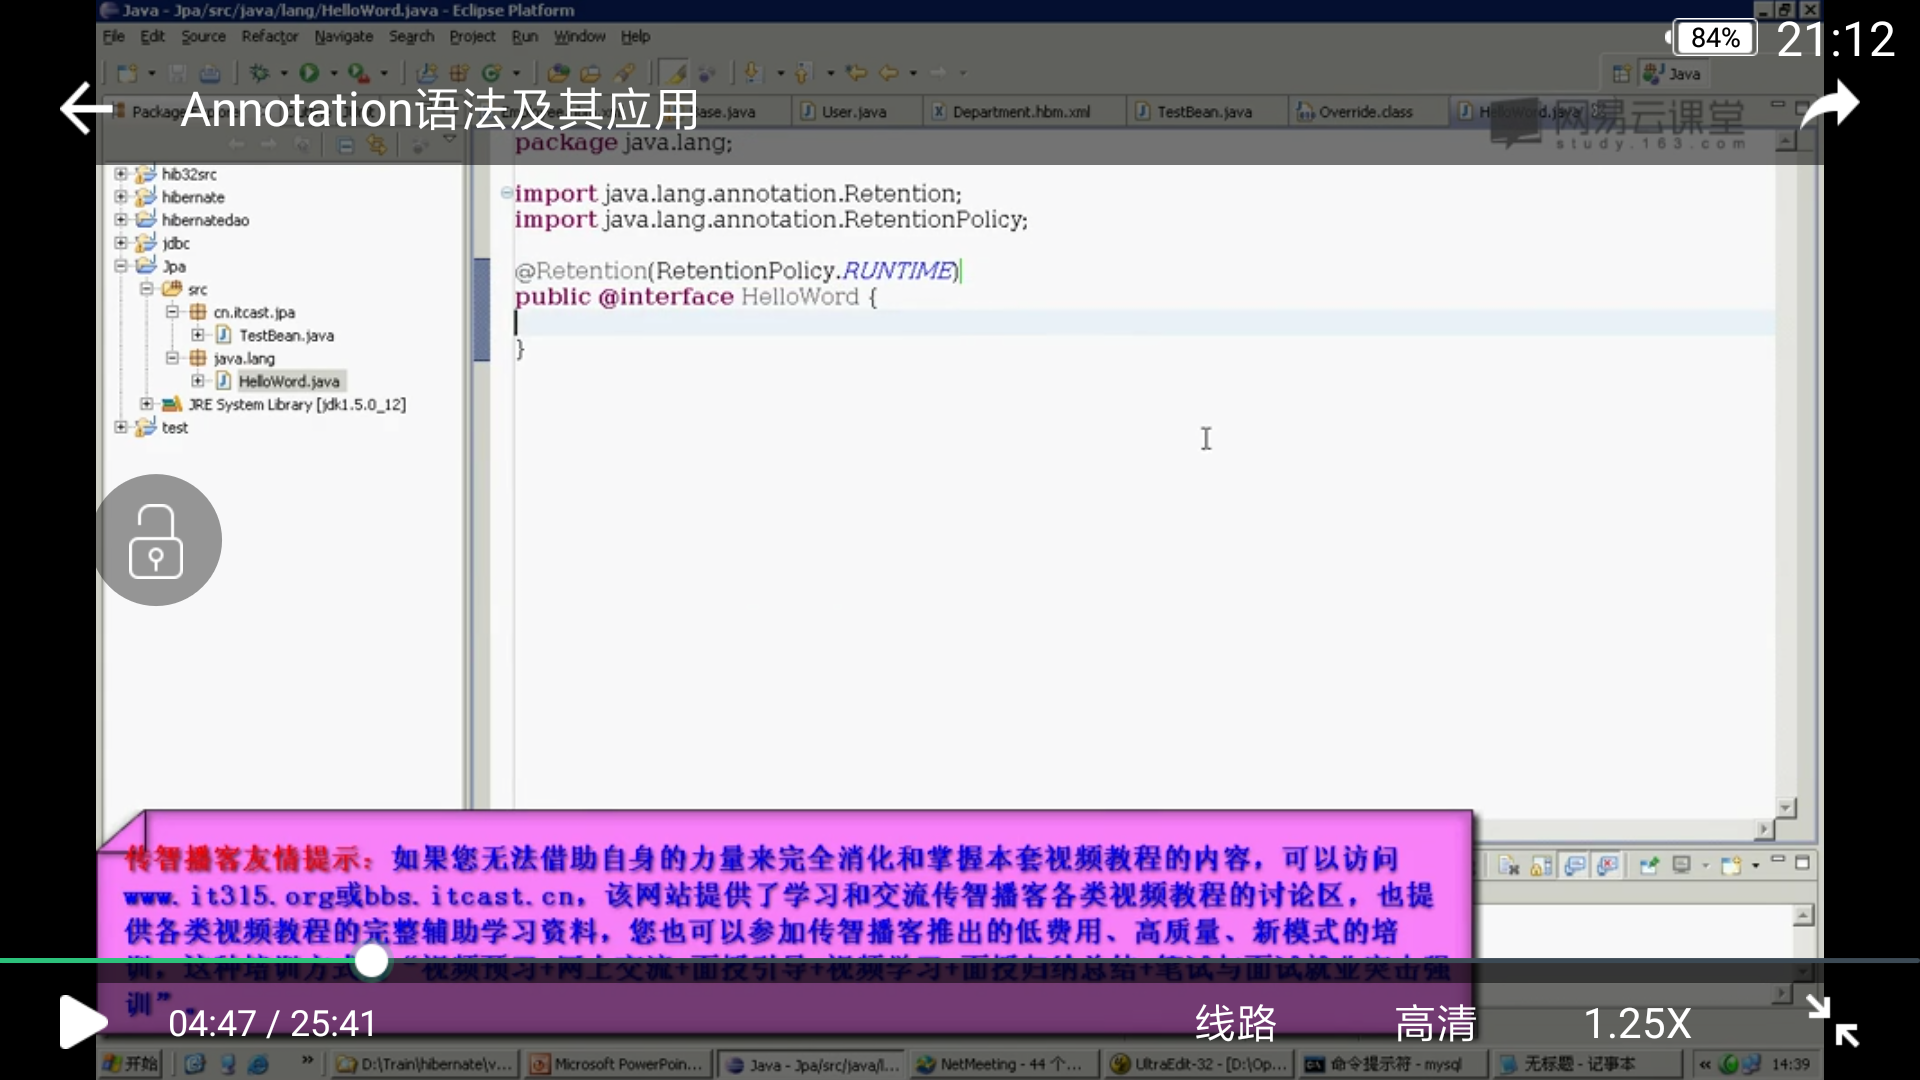 Java - Jpa/src/java/lang/HelloWord.java - Eclipse Platform
File Edit Source Refactor Navigate Search Project Run Window Help
84% 21:12
Java
Annotation语法及其应用
User.java Department.hbm.xml TestBean.java Override.class HelloWord.java
网易云课堂
study.163.com
package java.lang;
import java.lang.annotation.Retention;
import java.lang.annotation.RetentionPolicy;
@Retention(RetentionPolicy.RUNTIME)
public @interface HelloWord {
}
hib32src
hibernate
hibernatedao
jdbc
Jpa
src
cn.itcast.jpa
TestBean.java
java.lang
HelloWord.java
JRE System Library [jdk1.5.0_12]
test
传智播客友情提示：如果您无法借助自身的力量来完全消化和掌握本套视频教程的内容，可以访问
www.it315.org或bbs.itcast.cn，该网站提供了学习和交流传智播客各类视频教程的讨论区，也提
供各类视频教程的完整辅助学习资料，您也可以参加传智播客推出的低费用、高质量、新模式的培
训，这种培训方式“视频预习+网上交流+面授引导+视频学习+面授归纳总结+笔试与面试就业突击强
训”。
04:47 / 25:41 线路 高清 1.25X
开始 D:\Train\hibernate\v... Microsoft PowerPoin... Java - Jpa/src/java/l... NetMeeting - 44 个... UltraEdit-32 - [D:\Op... 命令提示符 - mysql 无标题 - 记事本 14:39